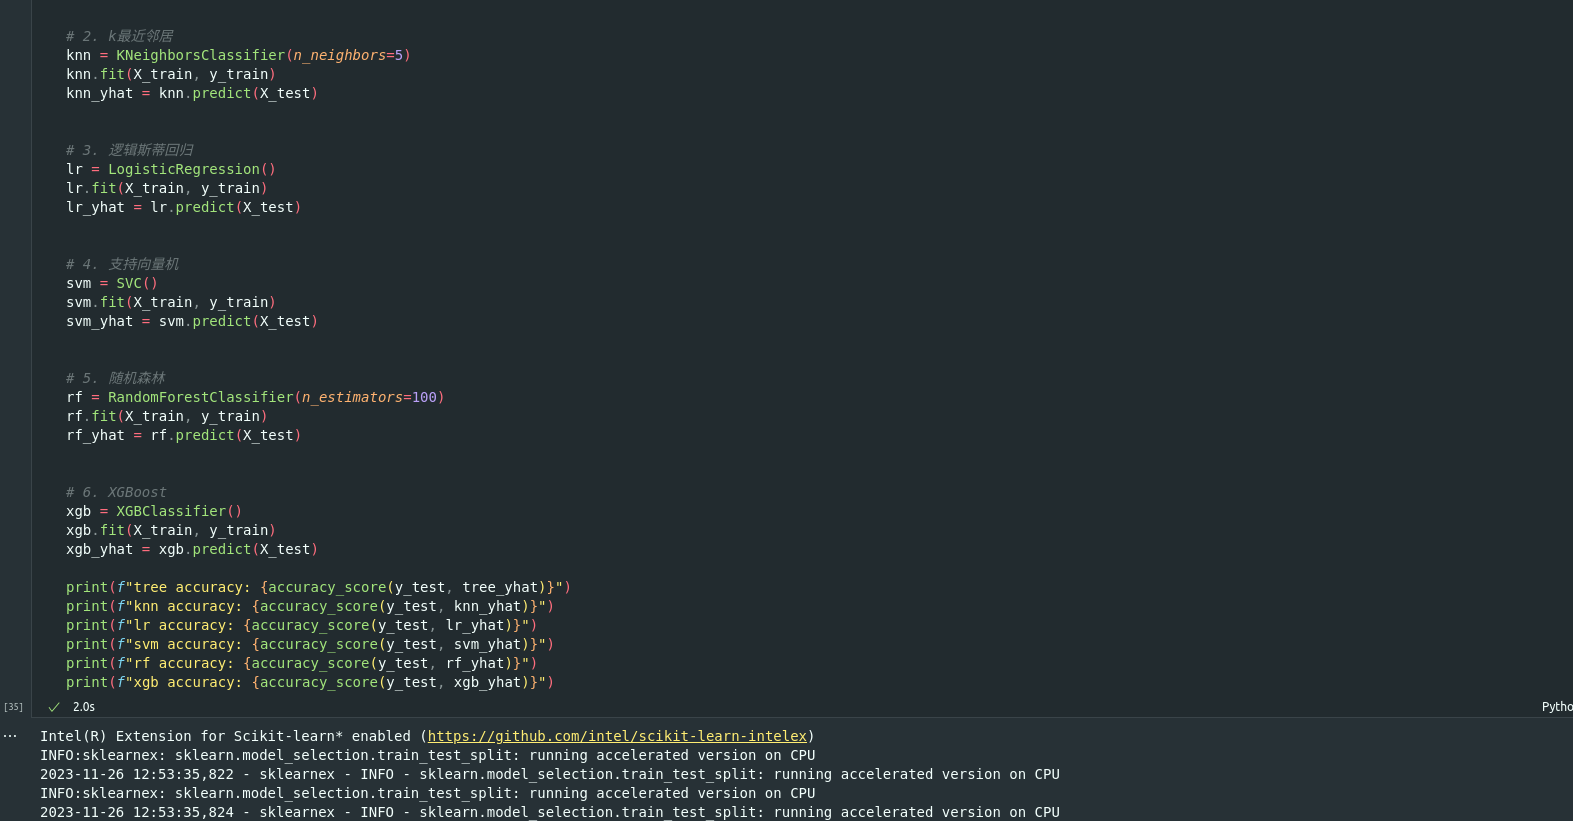 # 2. k最近邻居
knn = KNeighborsClassifier(n_neighbors=5)
knn.fit(X_train, y_train)
knn_yhat = knn.predict(X_test)
# 3. 逻辑斯蒂回归
lr = LogisticRegression()
lr.fit(X_train, y_train)
lr_yhat = lr.predict(X_test)
# 4. 支持向量机
svm = SVC()
svm.fit(X_train, y_train)
svm_yhat = svm.predict(X_test)
# 5. 随机森林
rf = RandomForestClassifier(n_estimators=100)
rf.fit(X_train, y_train)
rf_yhat = rf.predict(X_test)
# 6. XGBoost
xgb = XGBClassifier()
xgb.fit(X_train, y_train)
xgb_yhat = xgb.predict(X_test)
print(f"tree accuracy: {accuracy_score(y_test, tree_yhat)}")
print(f"knn accuracy: {accuracy_score(y_test, knn_yhat)}")
print(f"lr accuracy: {accuracy_score(y_test, lr_yhat)}")
print(f"svm accuracy: {accuracy_score(y_test, svm_yhat)}")
print(f"rf accuracy: {accuracy_score(y_test, rf_yhat)}")
print(f"xgb accuracy: {accuracy_score(y_test, xgb_yhat)}")
[35] ✓ 2.0s Pytho
... Intel(R) Extension for Scikit-learn* enabled (https://github.com/intel/scikit-learn-intelex)
INFO:sklearnex: sklearn.model_selection.train_test_split: running accelerated version on CPU
2023-11-26 12:53:35,822 - sklearnex - INFO - sklearn.model_selection.train_test_split: running accelerated version on CPU
INFO:sklearnex: sklearn.model_selection.train_test_split: running accelerated version on CPU
2023-11-26 12:53:35,824 - sklearnex - INFO - sklearn.model_selection.train_test_split: running accelerated version on CPU